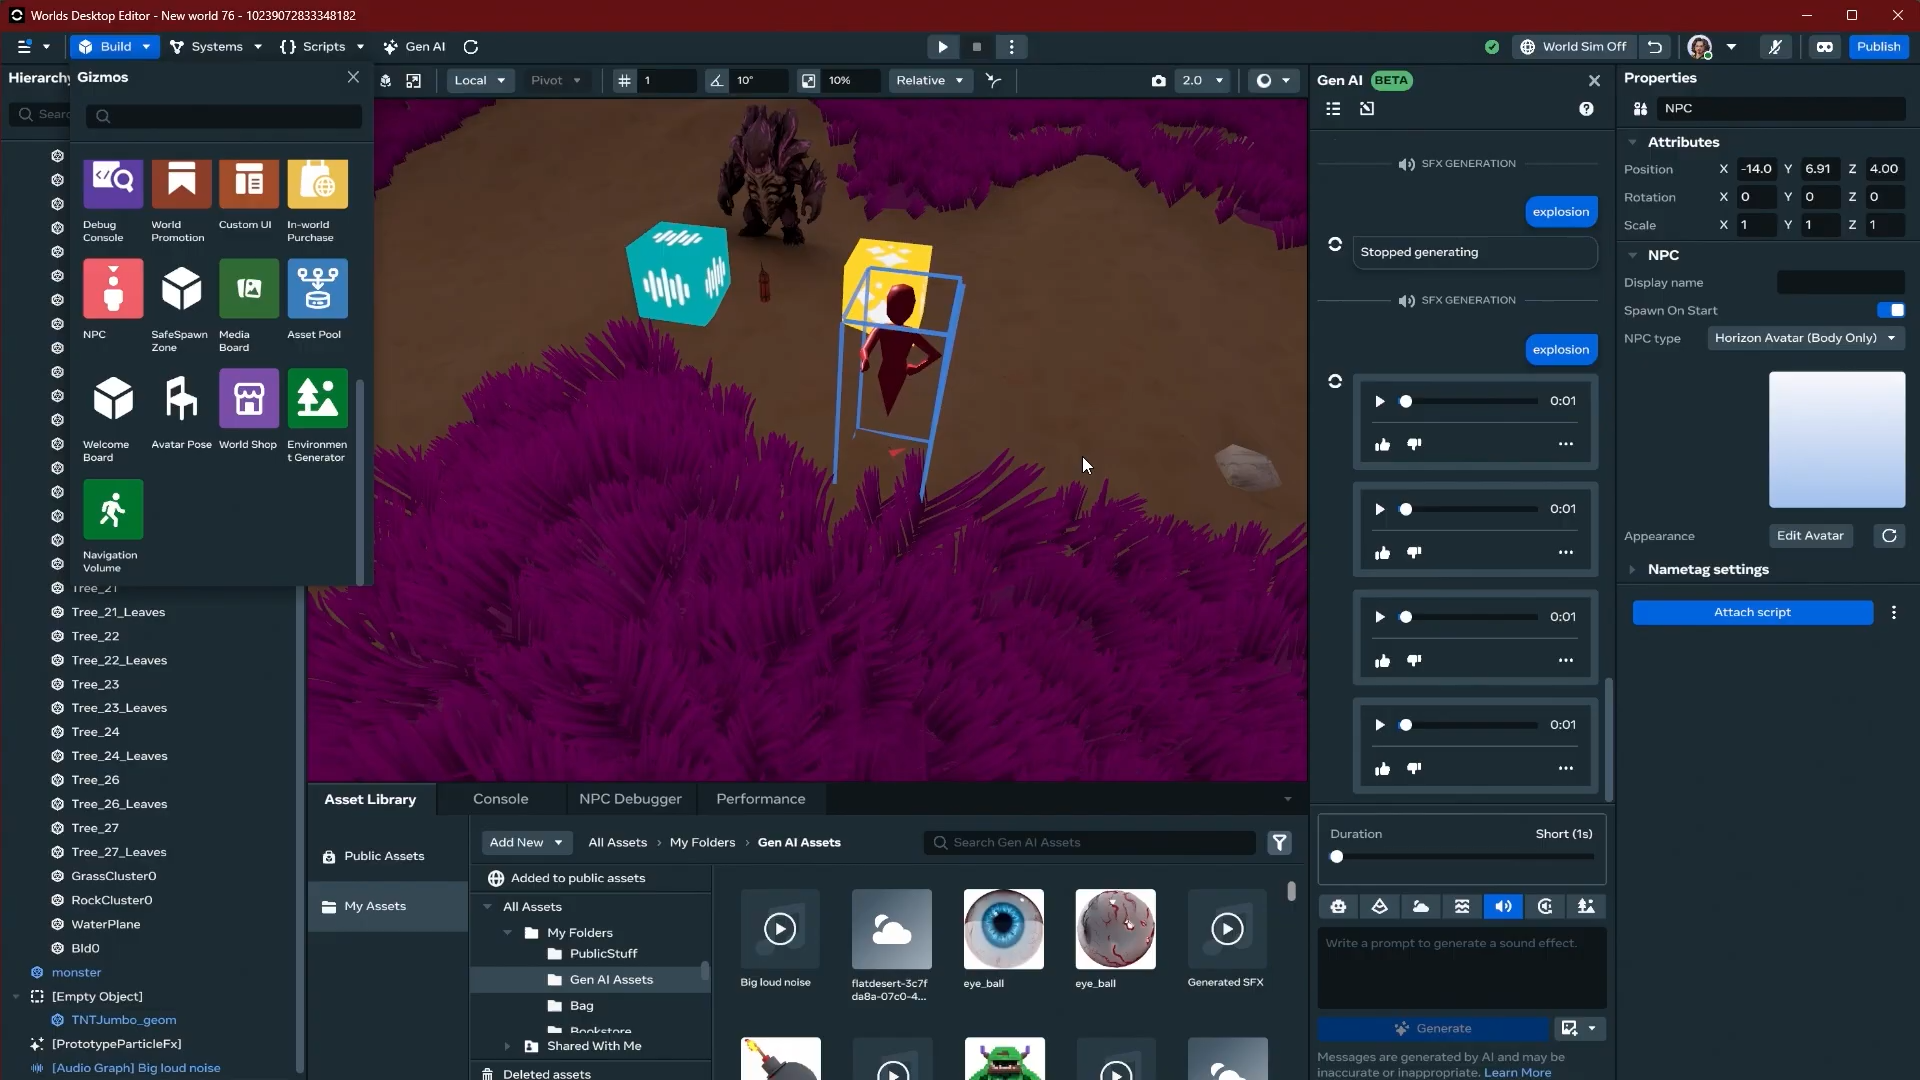 Worlds Desktop Editor - New world 76 - 10239072833348182
Build
Systems
Scripts
Gen AI
World Sim Off
Publish
Hierarchy
Gizmos
Local
Pivot
1
10°
10%
Relative
2.0
Gen AI BETA
Properties
NPC
Debug Console
World Promotion
Custom UI
In-world Purchase
NPC
SafeSpawn Zone
Media Board
Asset Pool
Welcome Board
Avatar Pose
World Shop
Environmen
t Generator
Navigation Volume
Tree_21
Tree_21_Leaves
Tree_22
Tree_22_Leaves
Tree_23
Tree_23_Leaves
Tree_24
Tree_24_Leaves
Tree_26
Tree_26_Leaves
Tree_27
Tree_27_Leaves
GrassCluster0
RockCluster0
WaterPlane
Bld0
monster
[Empty Object]
TNTJumbo_geom
[PrototypeParticleFx]
[Audio Graph] Big loud noise
SFX GENERATION
explosion
Stopped generating
SFX GENERATION
explosion
0:01
0:01
0:01
0:01
Duration
Short (1s)
Write a prompt to generate a sound effect.
Generate
Messages are generated by AI and may be
inaccurate or inappropriate. Learn More
Attributes
Position X -14.0 Y 6.91 Z 4.00
Rotation X 0 Y 0 Z 0
Scale X 1 Y 1 Z 1
NPC
Display name
Spawn On Start
NPC type Horizon Avatar (Body Only)
Appearance
Edit Avatar
Nametag settings
Attach script
Asset Library
Console
NPC Debugger
Performance
Public Assets
My Assets
Add New
All Assets › My Folders › Gen AI Assets
Search Gen AI Assets
Added to public assets
All Assets
My Folders
PublicStuff
Gen AI Assets
Bag
Bookstore
Shared With Me
Deleted assets
Big loud noise
flatdesert-3c7f
da8a-07c0-4...
eye_ball
eye_ball
Generated SFX